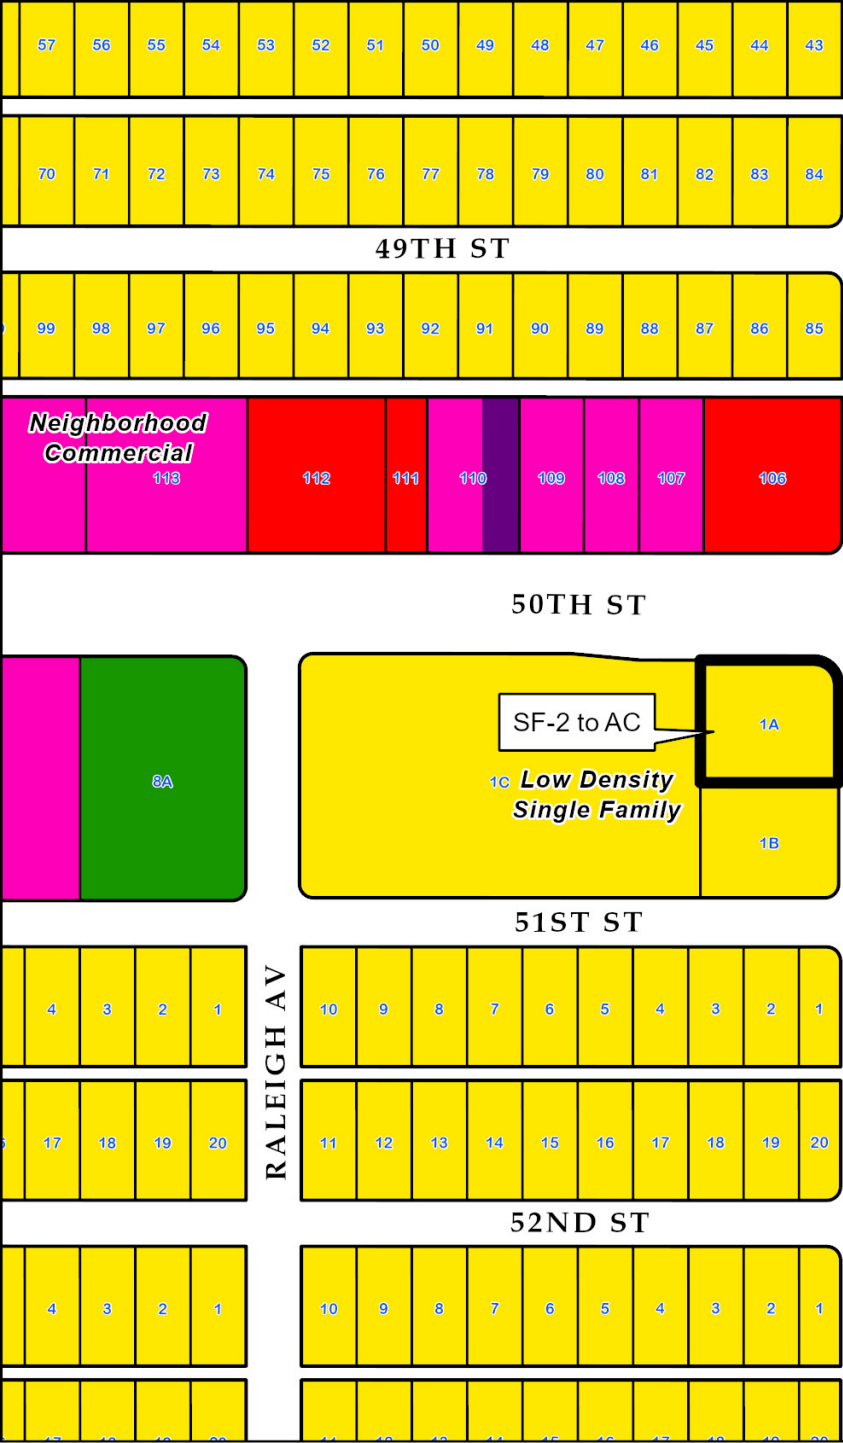 57 56 55 54 53 52 51 50 49 48 47 46 45 44 43
70 71 72 73 74 75 76 77 78 79 80 81 82 83 84
49TH ST
99 98 97 96 95 94 93 92 91 90 89 88 87 86 85
Neighborhood
Commercial
113 112 111 110 109 108 107 106
50TH ST
SF-2 to AC 1A
8A 1C Low Density
Single Family
1B
51ST ST
4 3 2 1 10 9 8 7 6 5 4 3 2 1
RALEIGH AV
17 18 19 20 11 12 13 14 15 16 17 18 19 20
52ND ST
4 3 2 1 10 9 8 7 6 5 4 3 2 1